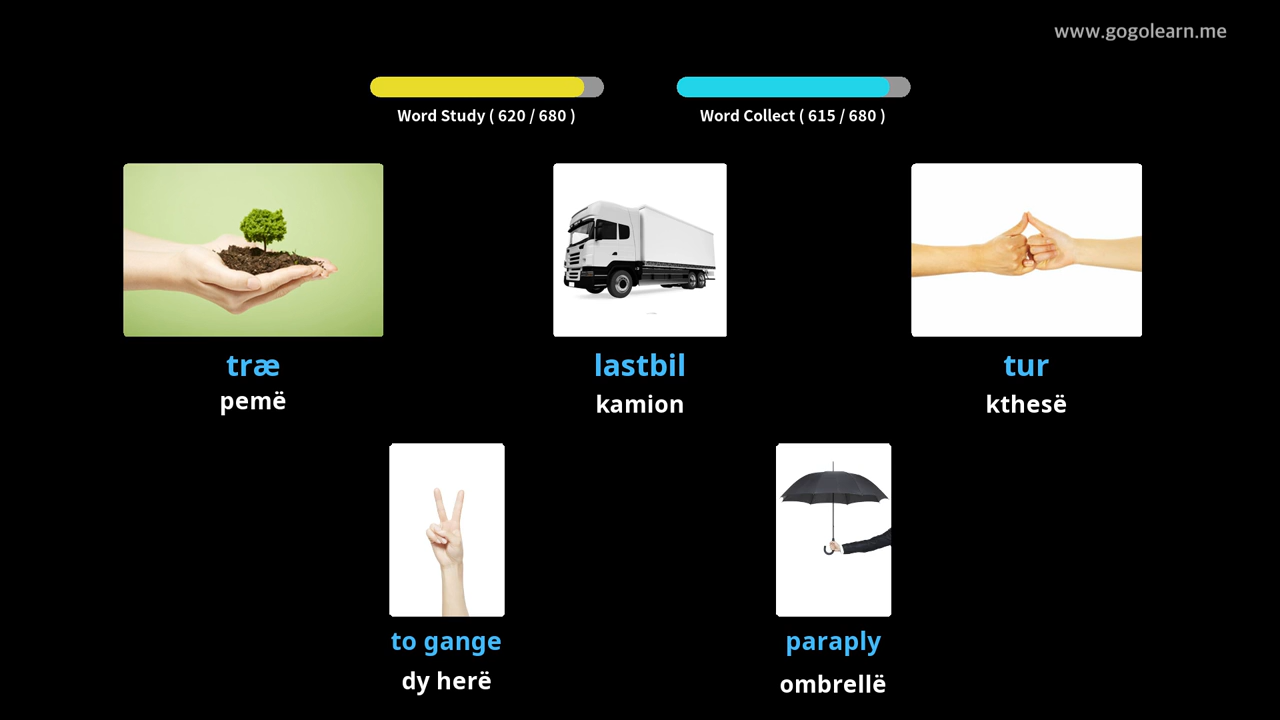 www.gogolearn.me
Word Study ( 620 / 680 )
Word Collect ( 615 / 680 )
træ
pemë
lastbil
kamion
tur
kthesë
to gange
dy herë
paraply
ombrellë